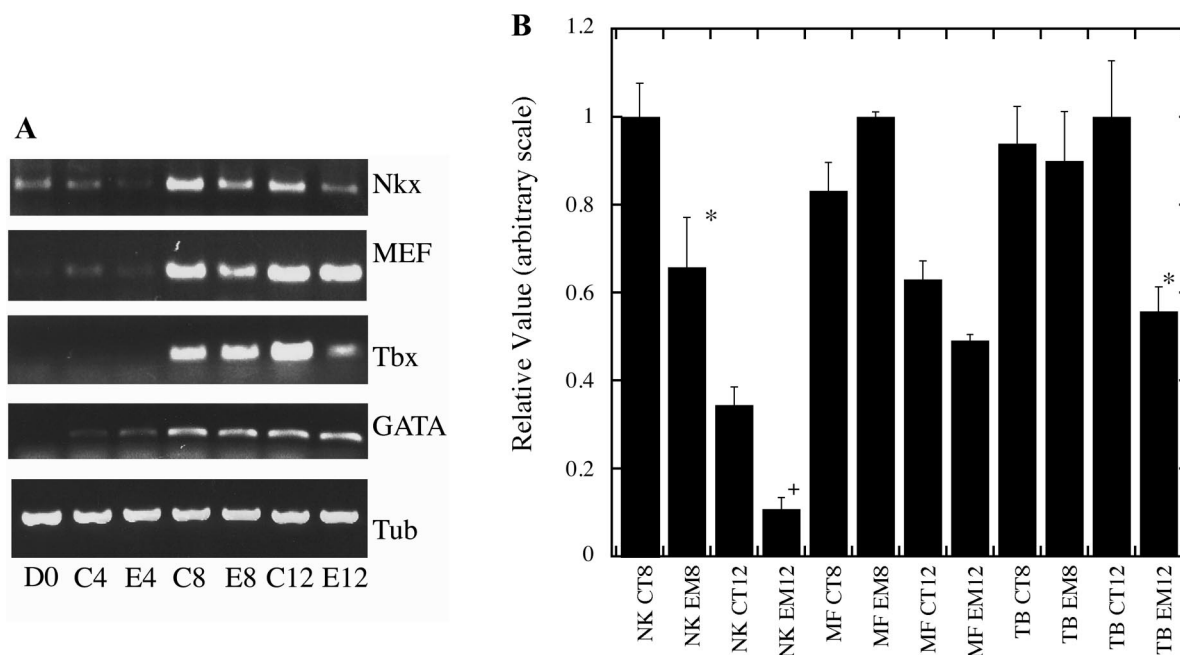 A
Nkx
MEF
Tbx
GATA
Tub
D0 C4 E4 C8 E8 C12 E12
B
Relative Value (arbitrary scale)
1.2
1
0.8
0.6
0.4
0.2
0
*
+
*
NK CT8
NK EM8
NK CT12
NK EM12
MF CT8
MF EM8
MF CT12
MF EM12
TB CT8
TB EM8
TB CT12
TB EM12